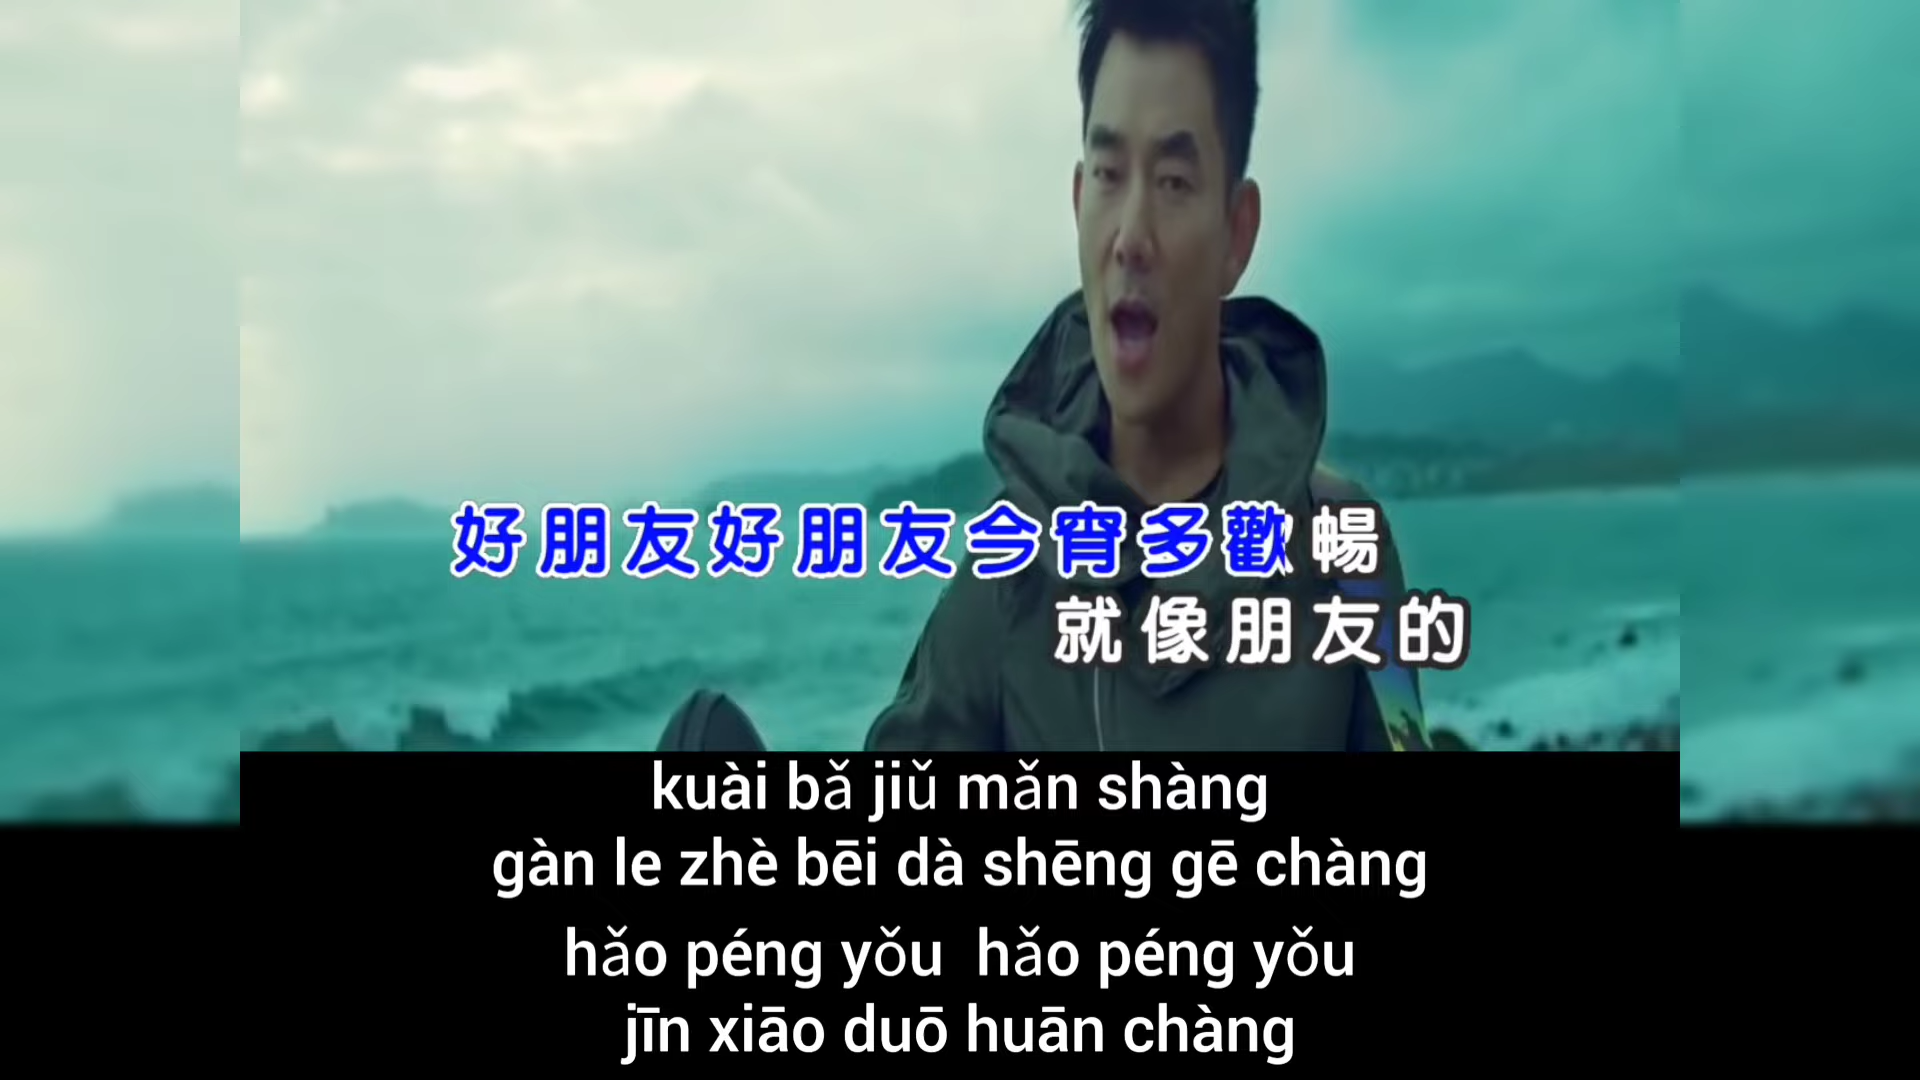 好朋友好朋友今宵多歡暢
就像朋友的
kuài bǎ jiǔ mǎn shàng
gàn le zhè bēi dà shēng gē chàng
hǎo péng yǒu hǎo péng yǒu
jīn xiāo duō huān chàng